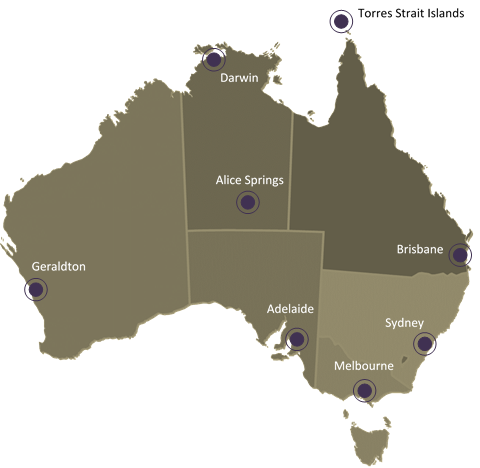 Torres Strait Islands
Darwin
Alice Springs
Brisbane
Geraldton
Adelaide
Sydney
Melbourne